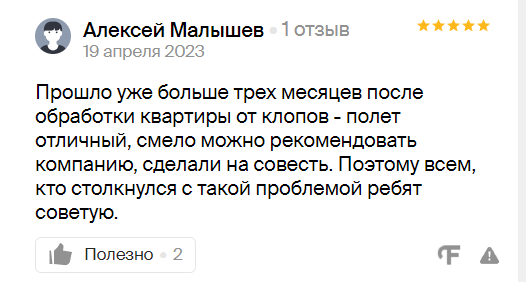 Алексей Малышев • 1 отзыв
19 апреля 2023
Прошло уже больше трех месяцев после
обработки квартиры от клопов - полет
отличный, смело можно рекомендовать
компанию, сделали на совесть. Поэтому всем,
кто столкнулся с такой проблемой ребят
советую.
Полезно • 2